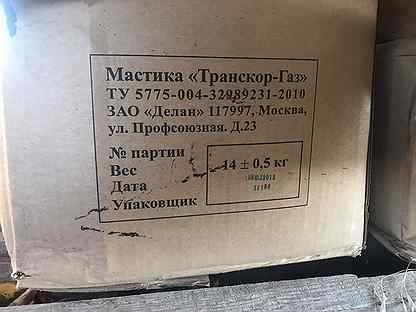 Мастика «Транскор-Газ»
ТУ 5775-004-32989231-2010
ЗАО «Делан» 117997, Москва,
ул. Профсоюзная. Д.23
№ партии
Вес 14 ± 0,5 кг
Дата
Упаковщик